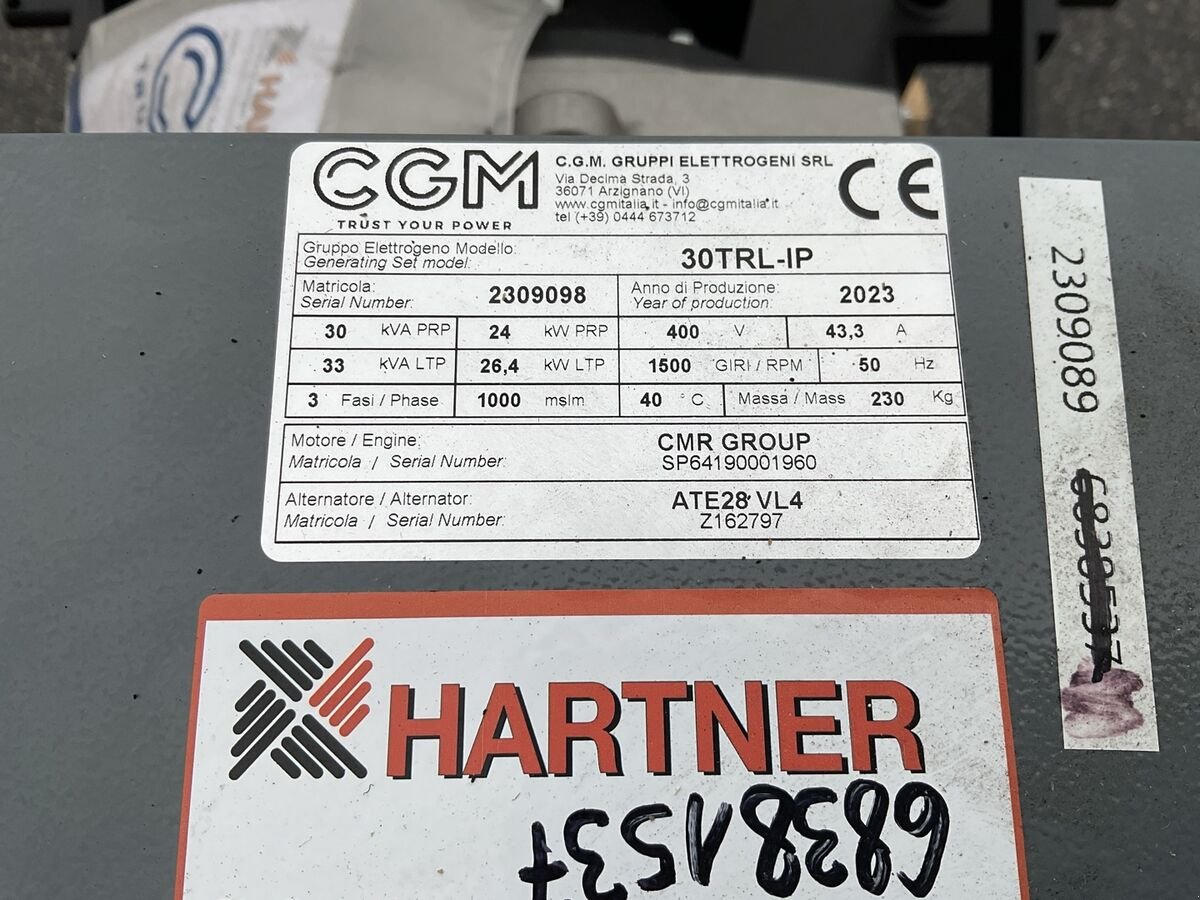 TRU
HA
CGM
TRUST YOUR POWER
C.G.M. GRUPPI ELETTROGENI SRL
Via Decima Strada, 3
36071 Arzignano (VI)
www.cgmitalia.it - info@cgmitalia.it
tel (+39) 0444 673712
CE
Gruppo Elettrogeno Modello:
Generating Set model:
30TRL-IP
Matricola:
Serial Number:
2309098
Anno di Produzione:
Year of production:
2023
30 kVA PRP 24 kW PRP 400 V 43,3 A
33 kVA LTP 26,4 kW LTP 1500 GIRI / RPM 50 Hz
3 Fasi / Phase 1000 mslm 40 °C Massa / Mass 230 Kg
Motore / Engine: CMR GROUP
Matricola / Serial Number: SP64190001960
Alternatore / Alternator: ATE28 VL4
Matricola / Serial Number: Z162797
2309089
HARTNER
68381537